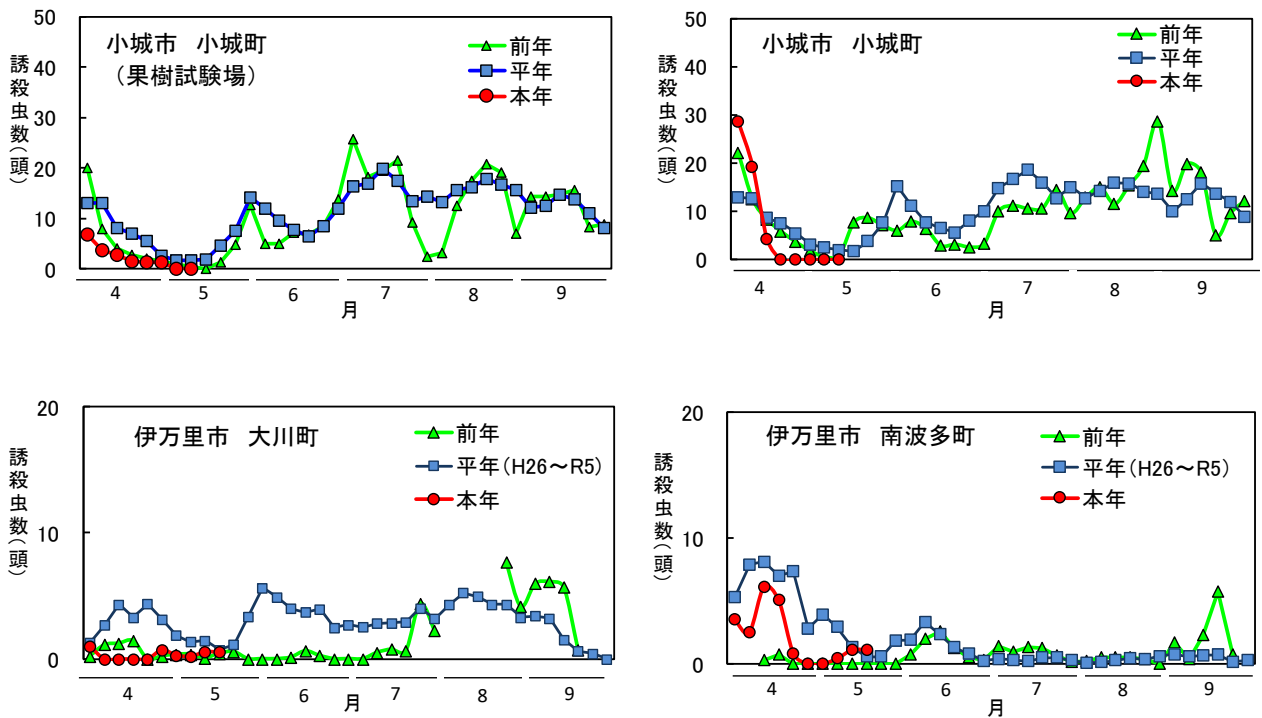 50
40
30
20
10
0
誘殺虫数(頭)
小城市 小城町
(果樹試験場)
前年
平年
本年
4 5 6 7 8 9
月
50
40
30
20
10
0
誘殺虫数(頭)
小城市 小城町
前年
平年
本年
4 5 6 7 8 9
月
20
10
0
誘殺虫数(頭)
伊万里市 大川町
前年
平年(H26～R5)
本年
4 5 6 7 8 9
月
20
10
0
誘殺虫数(頭)
伊万里市 南波多町
前年
平年(H26～R5)
本年
4 5 6 7 8 9
月